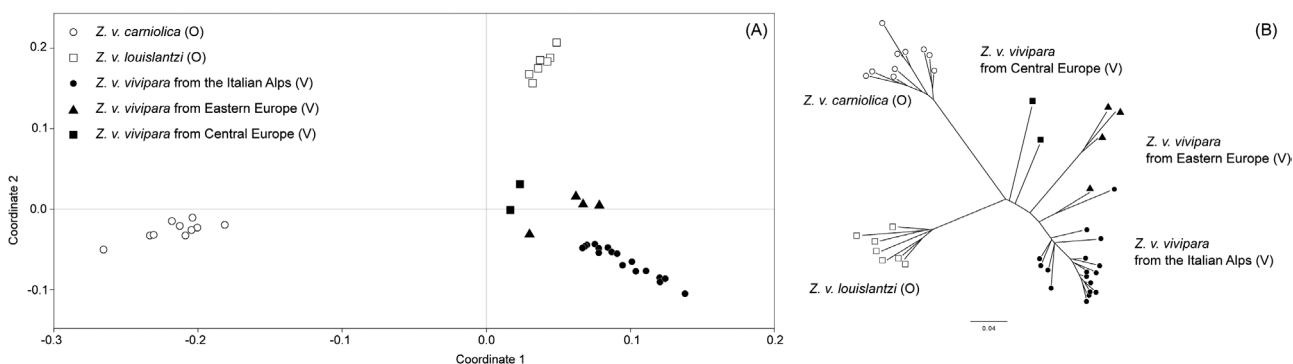 (A)
Z. v. carniolica (O)
Z. v. louislantzi (O)
Z. v. vivipara from the Italian Alps (V)
Z. v. vivipara from Eastern Europe (V)
Z. v. vivipara from Central Europe (V)
Coordinate 2
0.2
0.1
0.0
-0.1
-0.3
-0.2
-0.1
0.0
0.1
0.2
Coordinate 1
(B)
Z. v. vivipara
from Central Europe (V)
Z. v. carniolica (O)
Z. v. vivipara
from Eastern Europe (V)
Z. v. vivipara
from the Italian Alps (V)
Z. v. louislantzi (O)
0.04